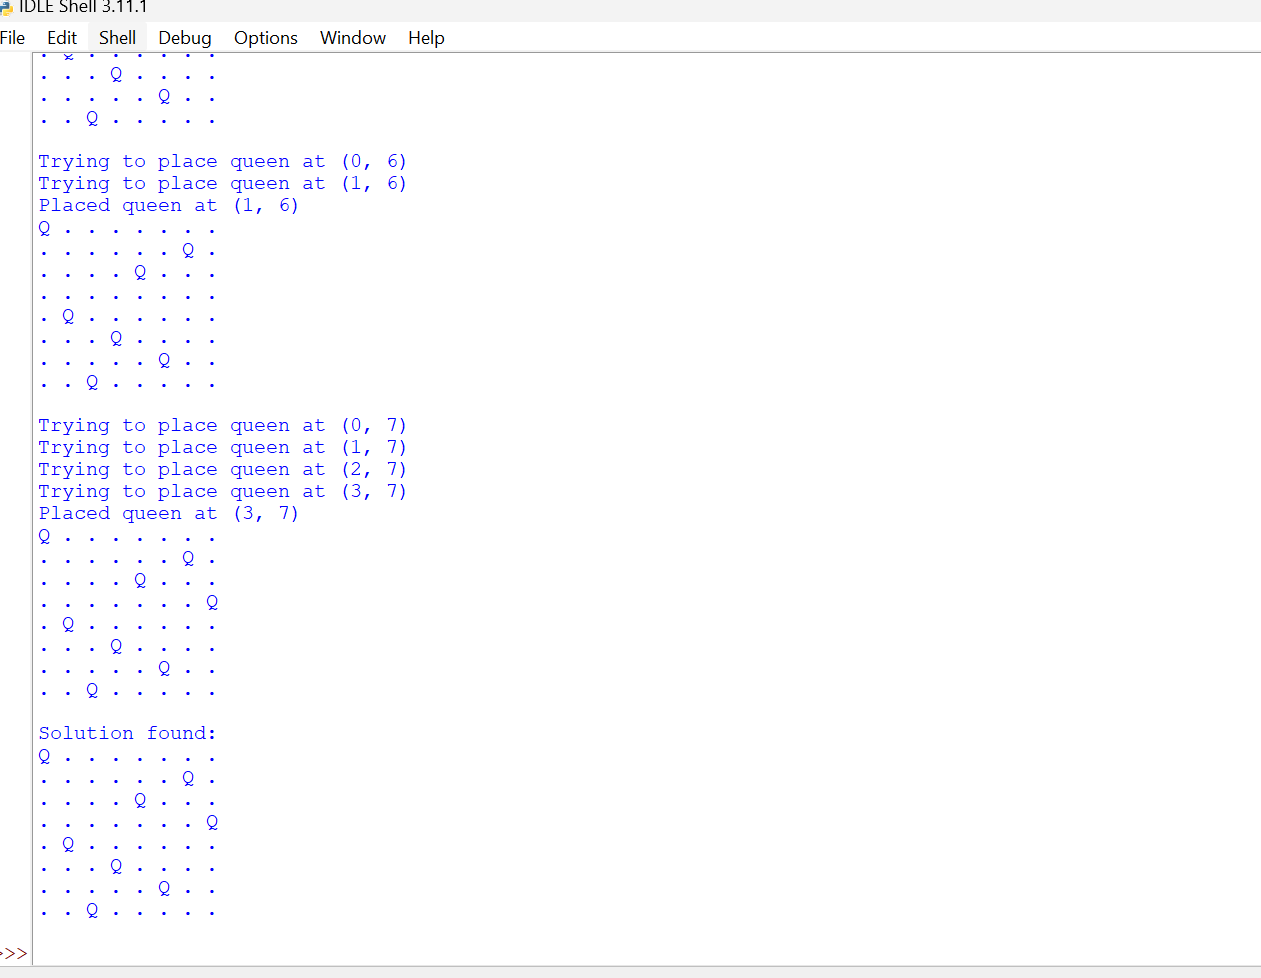 IDLE Shell 3.11.1
File Edit Shell Debug Options Window Help
. Q . . . . . .
. . . Q . . . .
. . . . . Q . .
. . Q . . . . .
Trying to place queen at (0, 6)
Trying to place queen at (1, 6)
Placed queen at (1, 6)
Q . . . . . . .
. . . . . . Q .
. . . . Q . . .
. . . . . . . .
. Q . . . . . .
. . . Q . . . .
. . . . . Q . .
. . Q . . . . .
Trying to place queen at (0, 7)
Trying to place queen at (1, 7)
Trying to place queen at (2, 7)
Trying to place queen at (3, 7)
Placed queen at (3, 7)
Q . . . . . . .
. . . . . . Q .
. . . . Q . . .
. . . . . . . Q
. Q . . . . . .
. . . Q . . . .
. . . . . Q . .
. . Q . . . . .
Solution found:
Q . . . . . . .
. . . . . . Q .
. . . . Q . . .
. . . . . . . Q
. Q . . . . . .
. . . Q . . . .
. . . . . Q . .
. . Q . . . . .
>>>